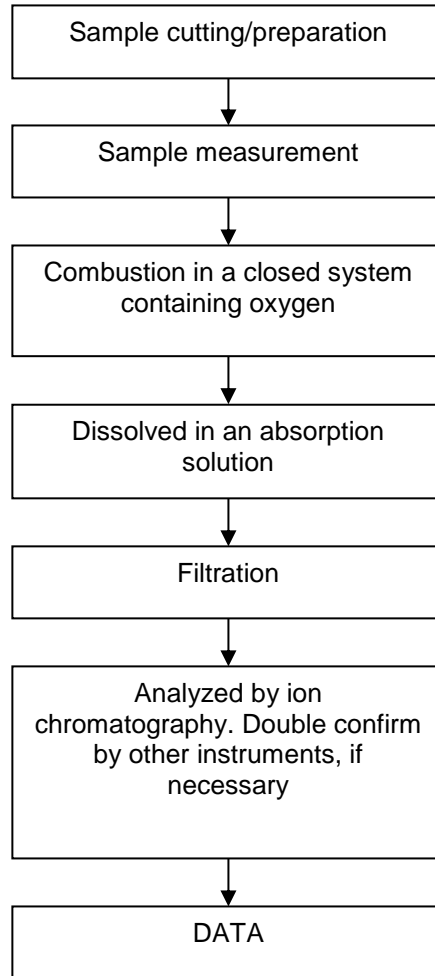 Sample cutting/preparation
Sample measurement
Combustion in a closed system
containing oxygen
Dissolved in an absorption
solution
Filtration
Analyzed by ion
chromatography. Double confirm
by other instruments, if
necessary
DATA